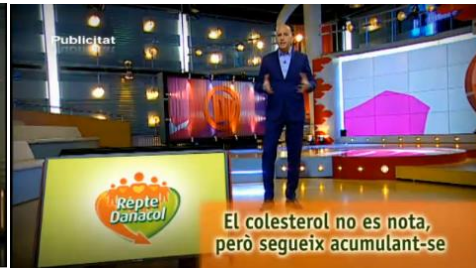 Publicitat
Repte
Danacol
El colesterol no es nota,
però segueix acumulant-se